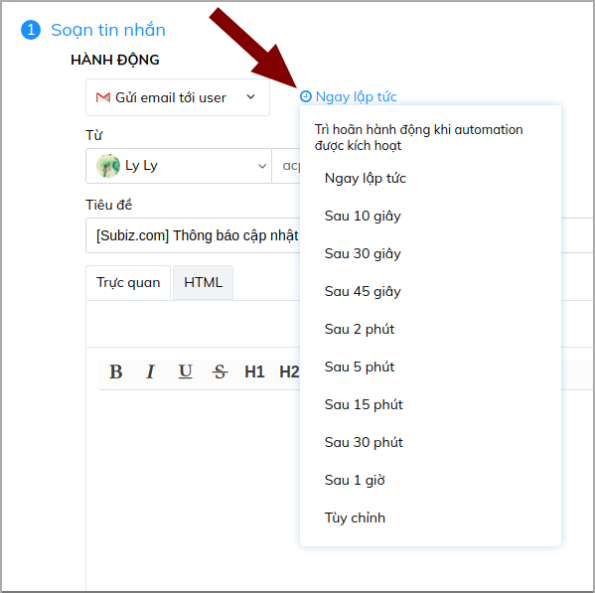 1 Soạn tin nhắn
HÀNH ĐỘNG
Gửi email tới user
Ngay lập tức
Trì hoãn hành động khi automation
được kích hoạt
Ngay lập tức
Sau 10 giây
Sau 30 giây
Sau 45 giây
Sau 2 phút
Sau 5 phút
Sau 15 phút
Sau 30 phút
Sau 1 giờ
Tùy chỉnh
Từ
Ly Ly
Tiêu đề
[Subiz.com] Thông báo cập nhật
Trực quan HTML
B I U S H1 H2